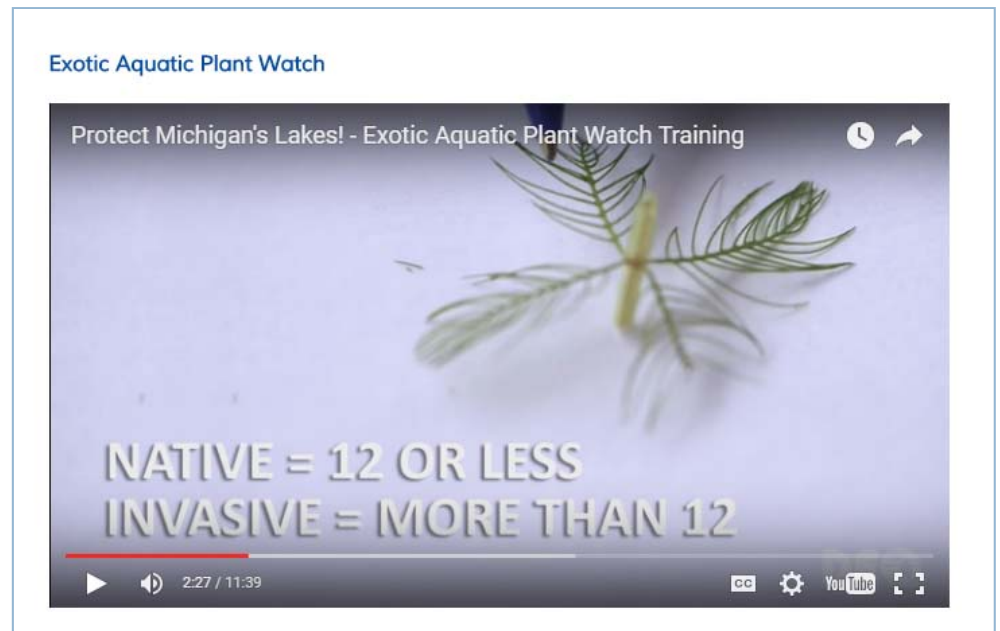 Exotic Aquatic Plant Watch
Protect Michigan's Lakes! - Exotic Aquatic Plant Watch Training
NATIVE = 12 OR LESS
INVASIVE = MORE THAN 12
2:27 / 11:39
CC
YouTube